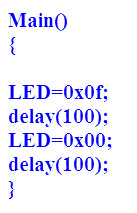 Main()
{
LED=0x0f;
delay(100);
LED=0x00;
delay(100);
}